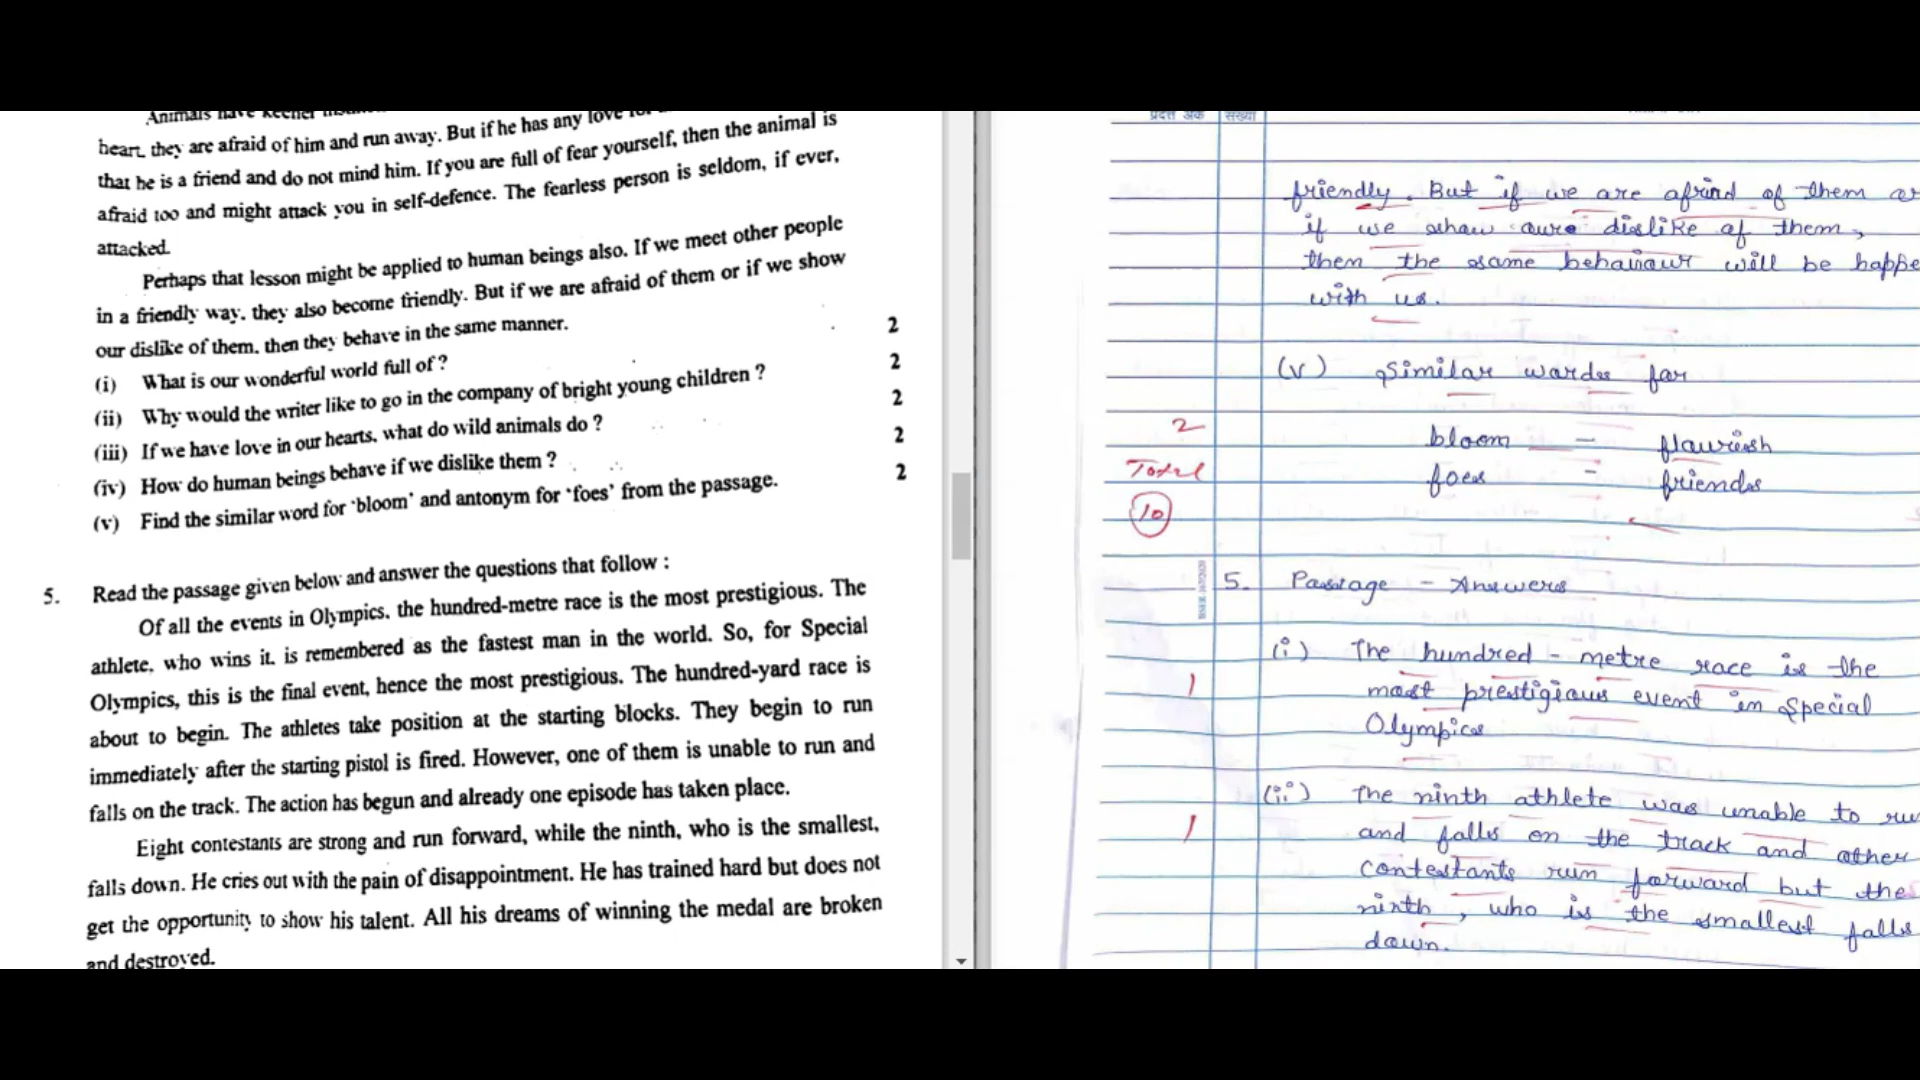 Animals have keener
heart, they are afraid of him and run away. But if he has any love for
that he is a friend and do not mind him. If you are full of fear yourself, then the animal is
afraid too and might attack you in self-defence. The fearless person is seldom, if ever,
attacked.
Perhaps that lesson might be applied to human beings also. If we meet other people
in a friendly way, they also become friendly. But if we are afraid of them or if we show
our dislike of them, then they behave in the same manner.
(i) What is our wonderful world full of ? 2
(ii) Why would the writer like to go in the company of bright young children ? 2
(iii) If we have love in our hearts, what do wild animals do ? 2
(iv) How do human beings behave if we dislike them ? 2
(v) Find the similar word for 'bloom' and antonym for 'foes' from the passage. 2
5. Read the passage given below and answer the questions that follow :
Of all the events in Olympics, the hundred-metre race is the most prestigious. The
athlete, who wins it, is remembered as the fastest man in the world. So, for Special
Olympics, this is the final event, hence the most prestigious. The hundred-yard race is
about to begin. The athletes take position at the starting blocks. They begin to run
immediately after the starting pistol is fired. However, one of them is unable to run and
falls on the track. The action has begun and already one episode has taken place.
Eight contestants are strong and run forward, while the ninth, who is the smallest,
falls down. He cries out with the pain of disappointment. He has trained hard but does not
get the opportunity to show his talent. All his dreams of winning the medal are broken
and destroyed.
प्रदत्त अंक संख्या
friendly. But if we are afraid of them or
if we show our dislike of them,
then the same behaviour will be happe
with us.
(v) Similar words for
2 bloom - flourish
Total foes - friends
10
5. Passage - Answers
(i) The hundred - metre race is the
1 most prestigious event in Special
Olympics
(ii) The ninth athlete was unable to ru
1 and falls on the track and other
contestants run forward but the
ninth, who is the smallest falls
down.